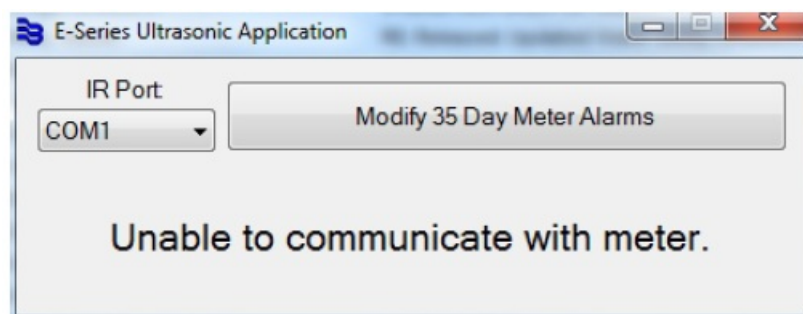 E-Series Ultrasonic Application
IR Port:
COM1
Modify 35 Day Meter Alarms
Unable to communicate with meter.